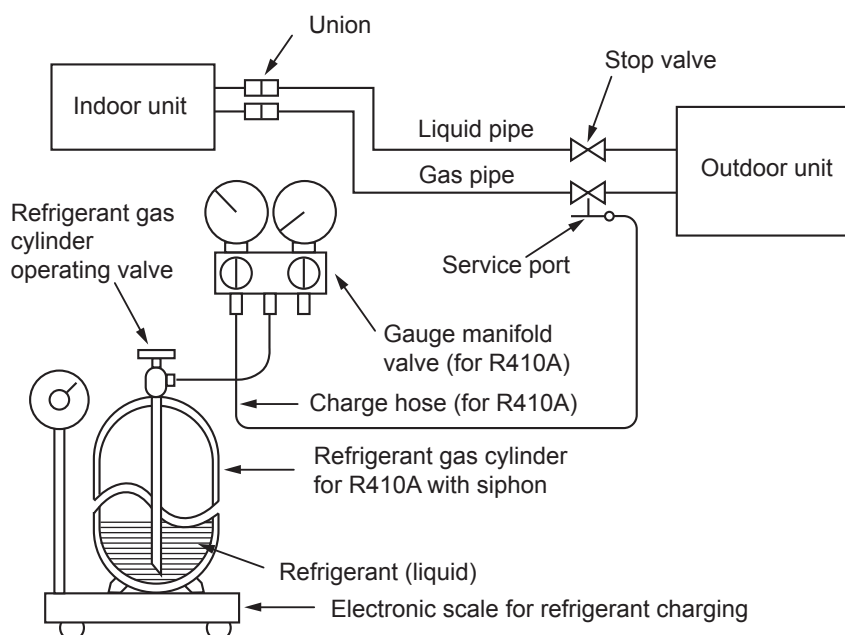 Union
Stop valve
Indoor unit
Liquid pipe
Gas pipe
Outdoor unit
Refrigerant gas
cylinder
operating valve
Service port
Gauge manifold
valve (for R410A)
Charge hose (for R410A)
Refrigerant gas cylinder
for R410A with siphon
Refrigerant (liquid)
Electronic scale for refrigerant charging